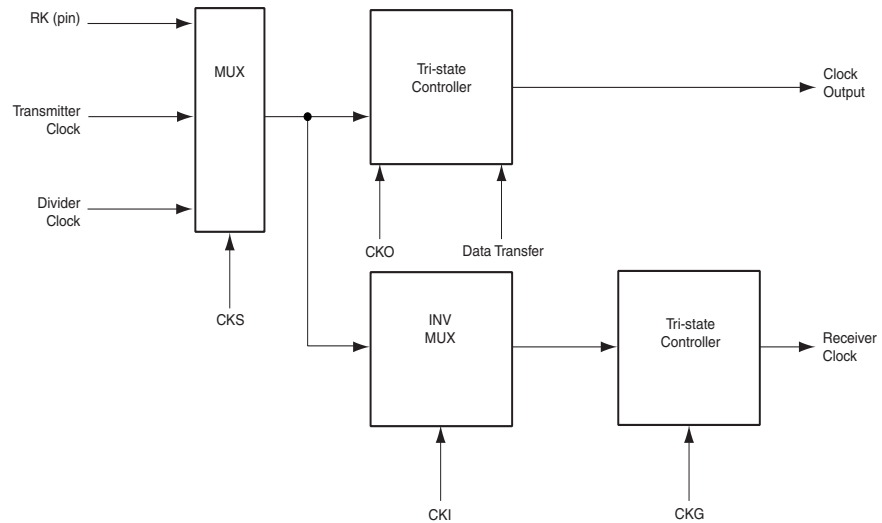 RK (pin)
MUX
Tri-state
Controller
Clock
Output
Transmitter
Clock
Divider
Clock
CKO
Data Transfer
CKS
INV
MUX
Tri-state
Controller
Receiver
Clock
CKI
CKG